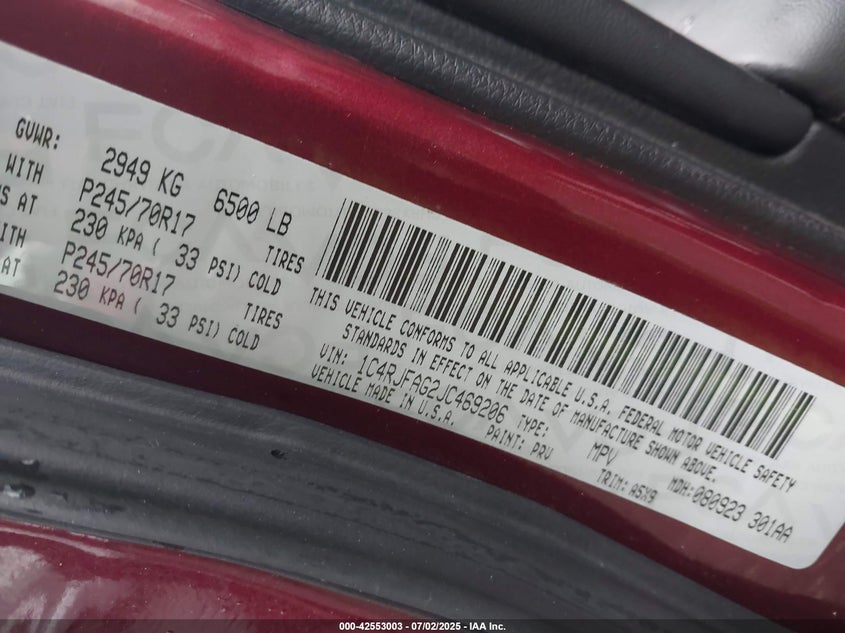 GVWR: 2949 KG 6500 LB
WITH P245/70R17 TIRES
AT 230 KPA ( 33 PSI) COLD
WITH P245/70R17 TIRES
AT 230 KPA ( 33 PSI) COLD
THIS VEHICLE CONFORMS TO ALL APPLICABLE U.S.A. FEDERAL MOTOR VEHICLE SAFETY
STANDARDS IN EFFECT ON THE DATE OF MANUFACTURE SHOWN ABOVE.
VIN: 1C4RJFAG2JC469206 TYPE: MPV MDH: 080923 301AA
VEHICLE MADE IN U.S.A. PAINT: PRV TRIM: A5X9
000-42553003 - 07/02/2025 - IAA Inc.